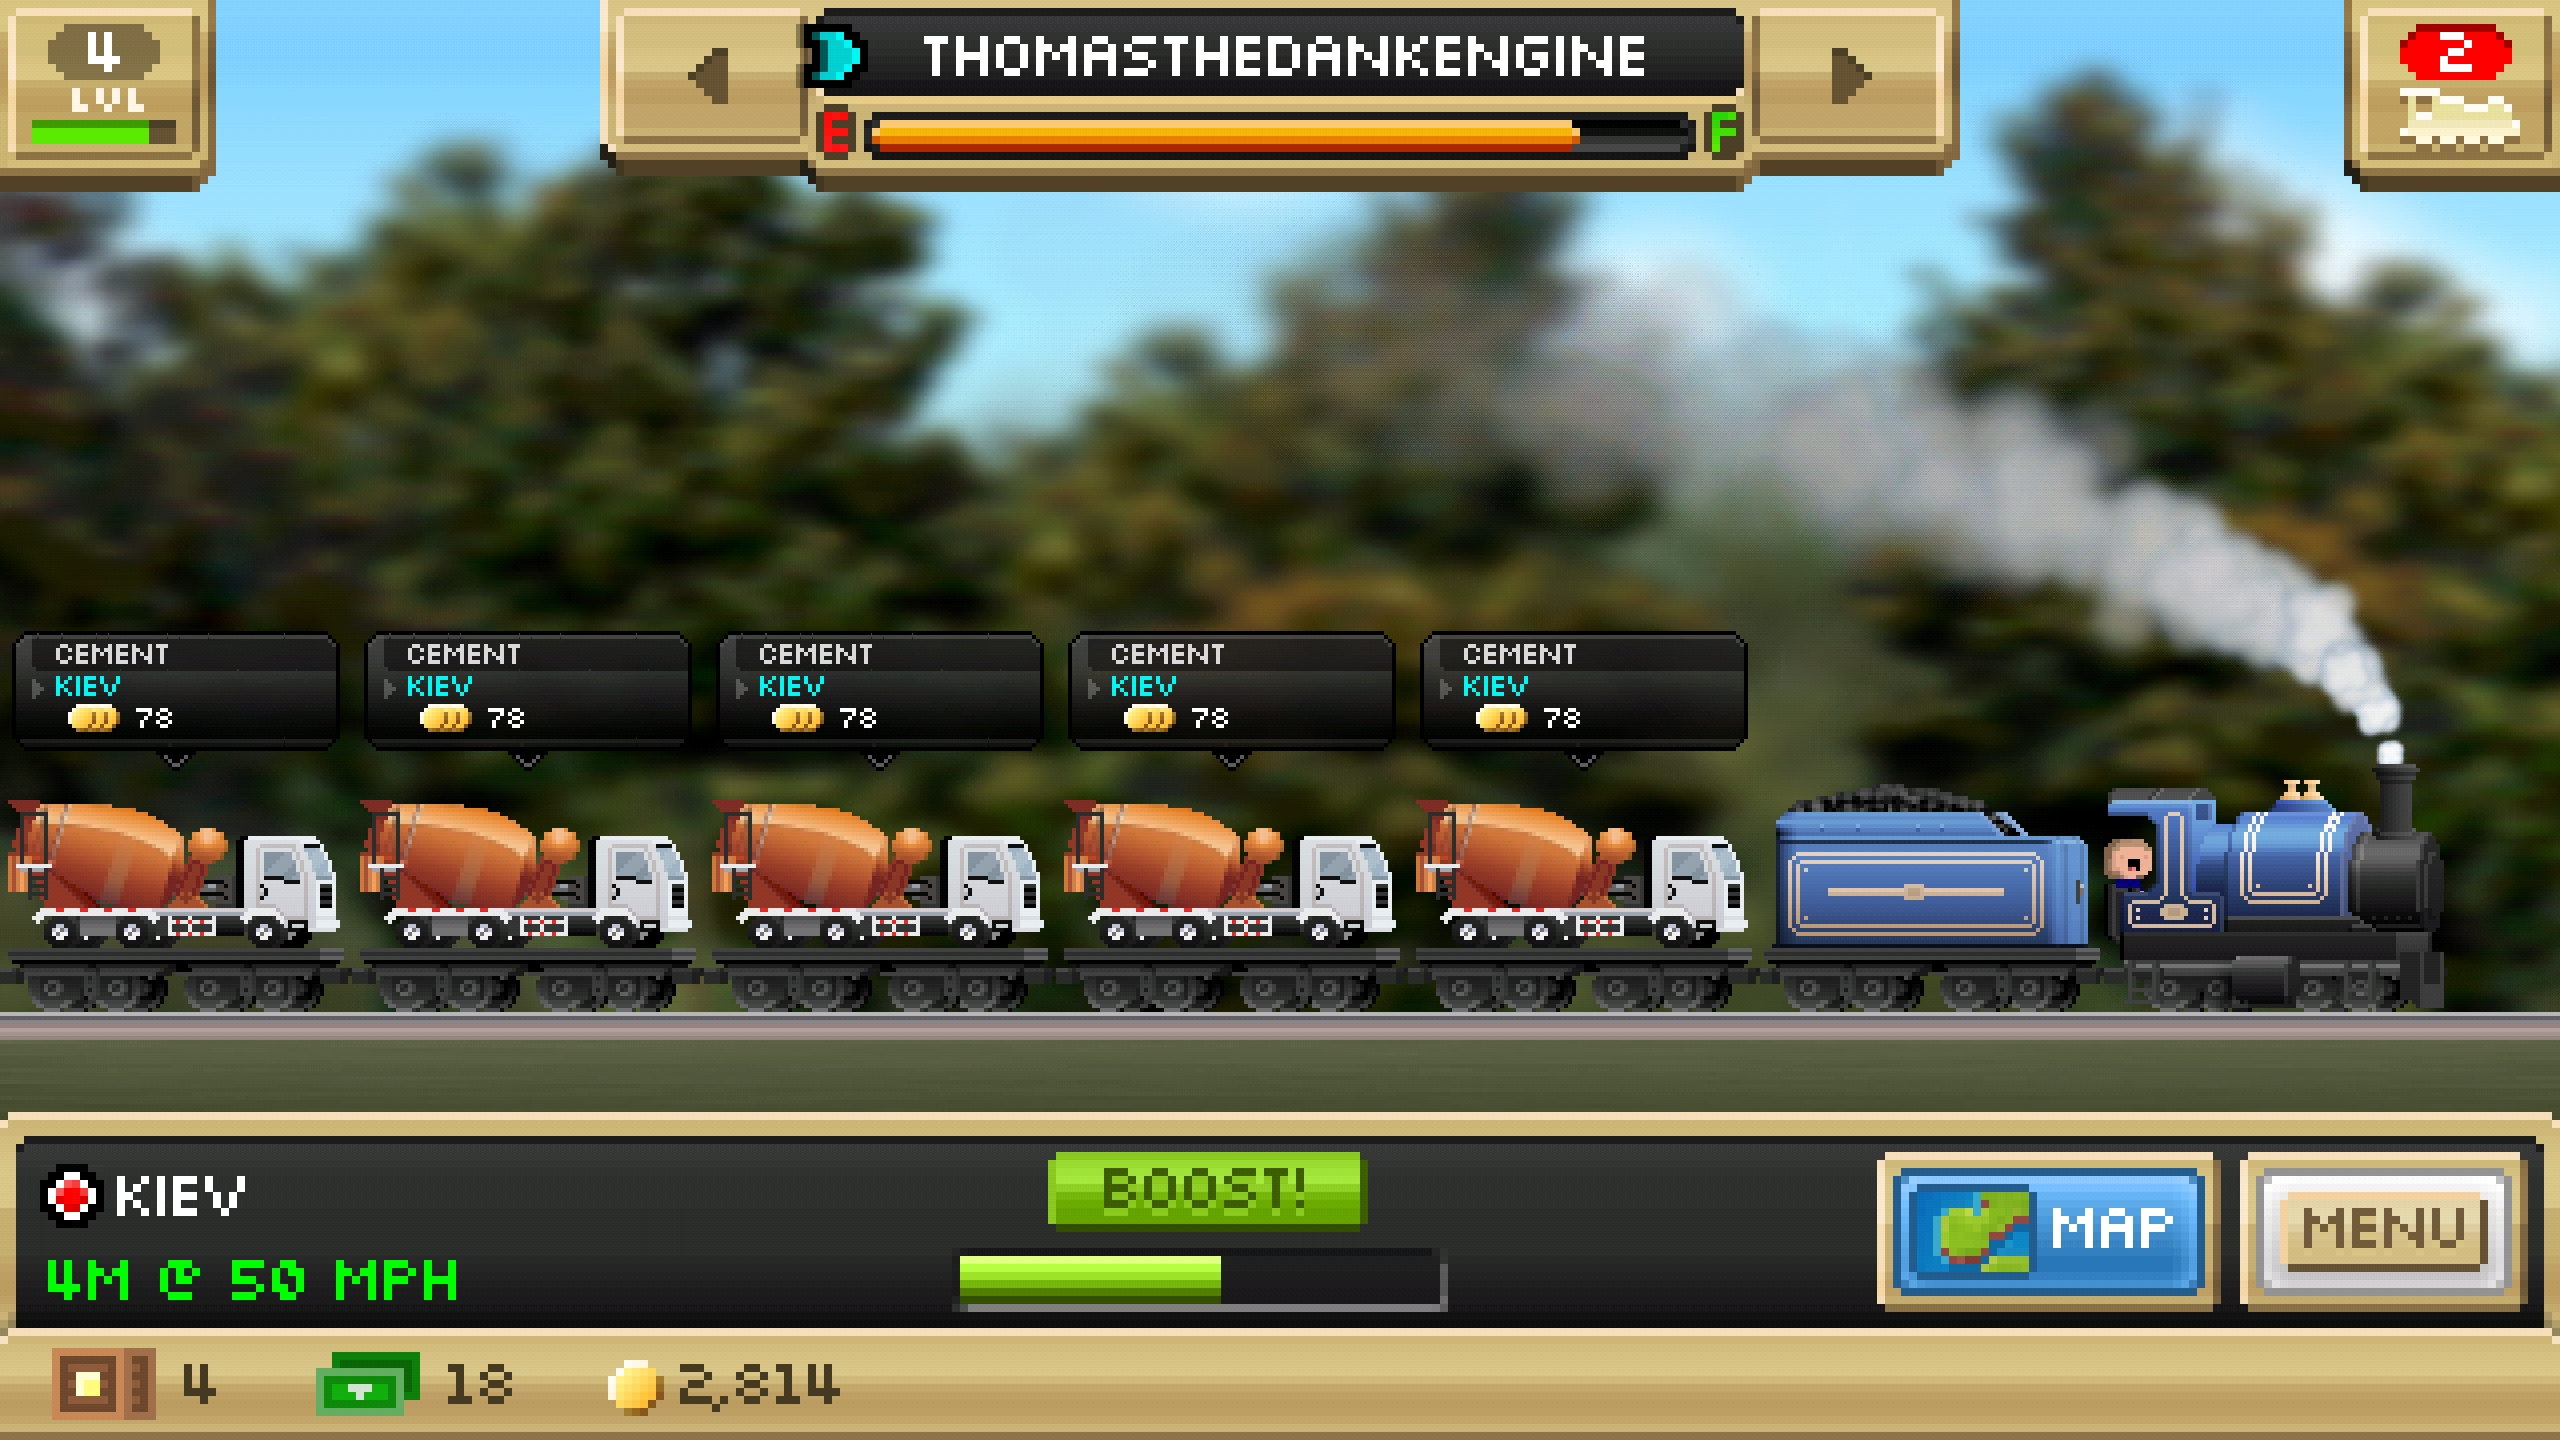 4
LVL
THOMASTHEDANKENGINE
E F
2
CEMENT
KIEV
78
CEMENT
KIEV
78
CEMENT
KIEV
78
CEMENT
KIEV
78
CEMENT
KIEV
78
KIEV
4M @ 50 MPH
BOOST!
MAP
MENU
4 18 2,814